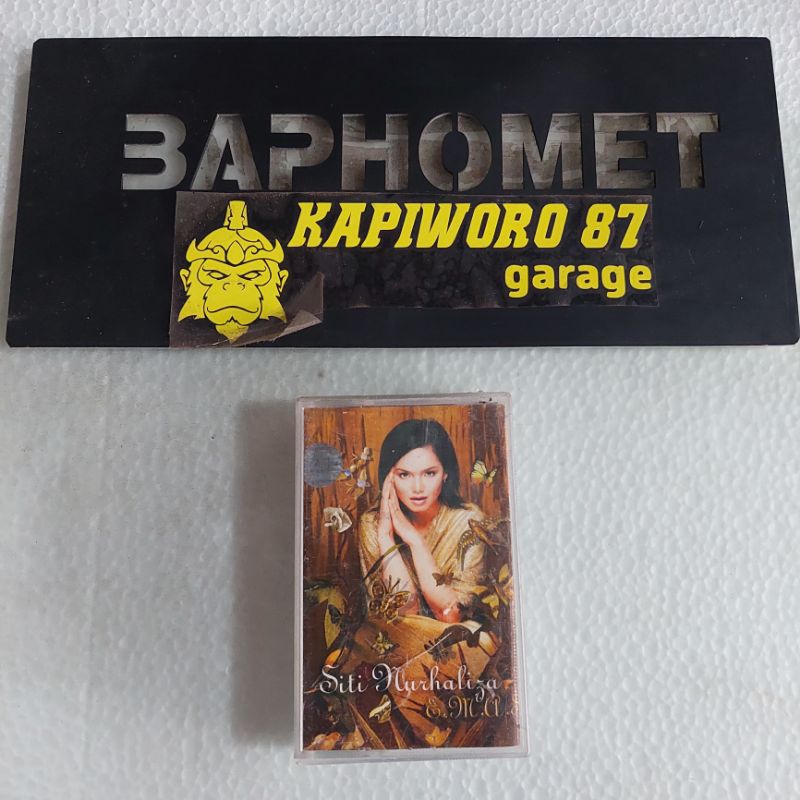 BAPHOMET
KAPIWORO 87
garage
Siti Nurhaliza
E.M.A.S